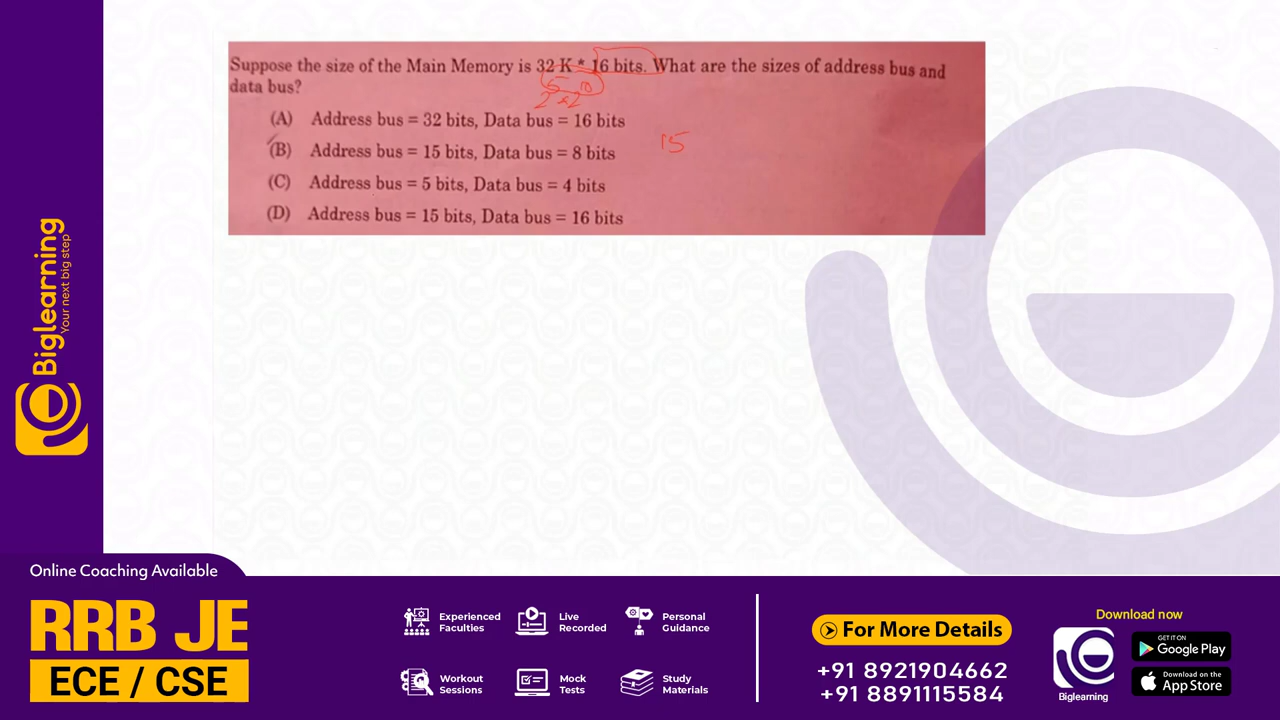 Suppose the size of the Main Memory is 32 K * 16 bits. What are the sizes of address bus and
data bus?
2^5 * 2^10
(A) Address bus = 32 bits, Data bus = 16 bits
15
(B) Address bus = 15 bits, Data bus = 8 bits
(C) Address bus = 5 bits, Data bus = 4 bits
(D) Address bus = 15 bits, Data bus = 16 bits
Biglearning
Your next big step
Online Coaching Available
RRB JE
ECE / CSE
Experienced
Faculties
Live
Recorded
Personal
Guidance
Workout
Sessions
Mock
Tests
Study
Materials
For More Details
+91 8921904662
+91 8891115584
Download now
Biglearning
GET IT ON
Google Play
Download on the
App Store